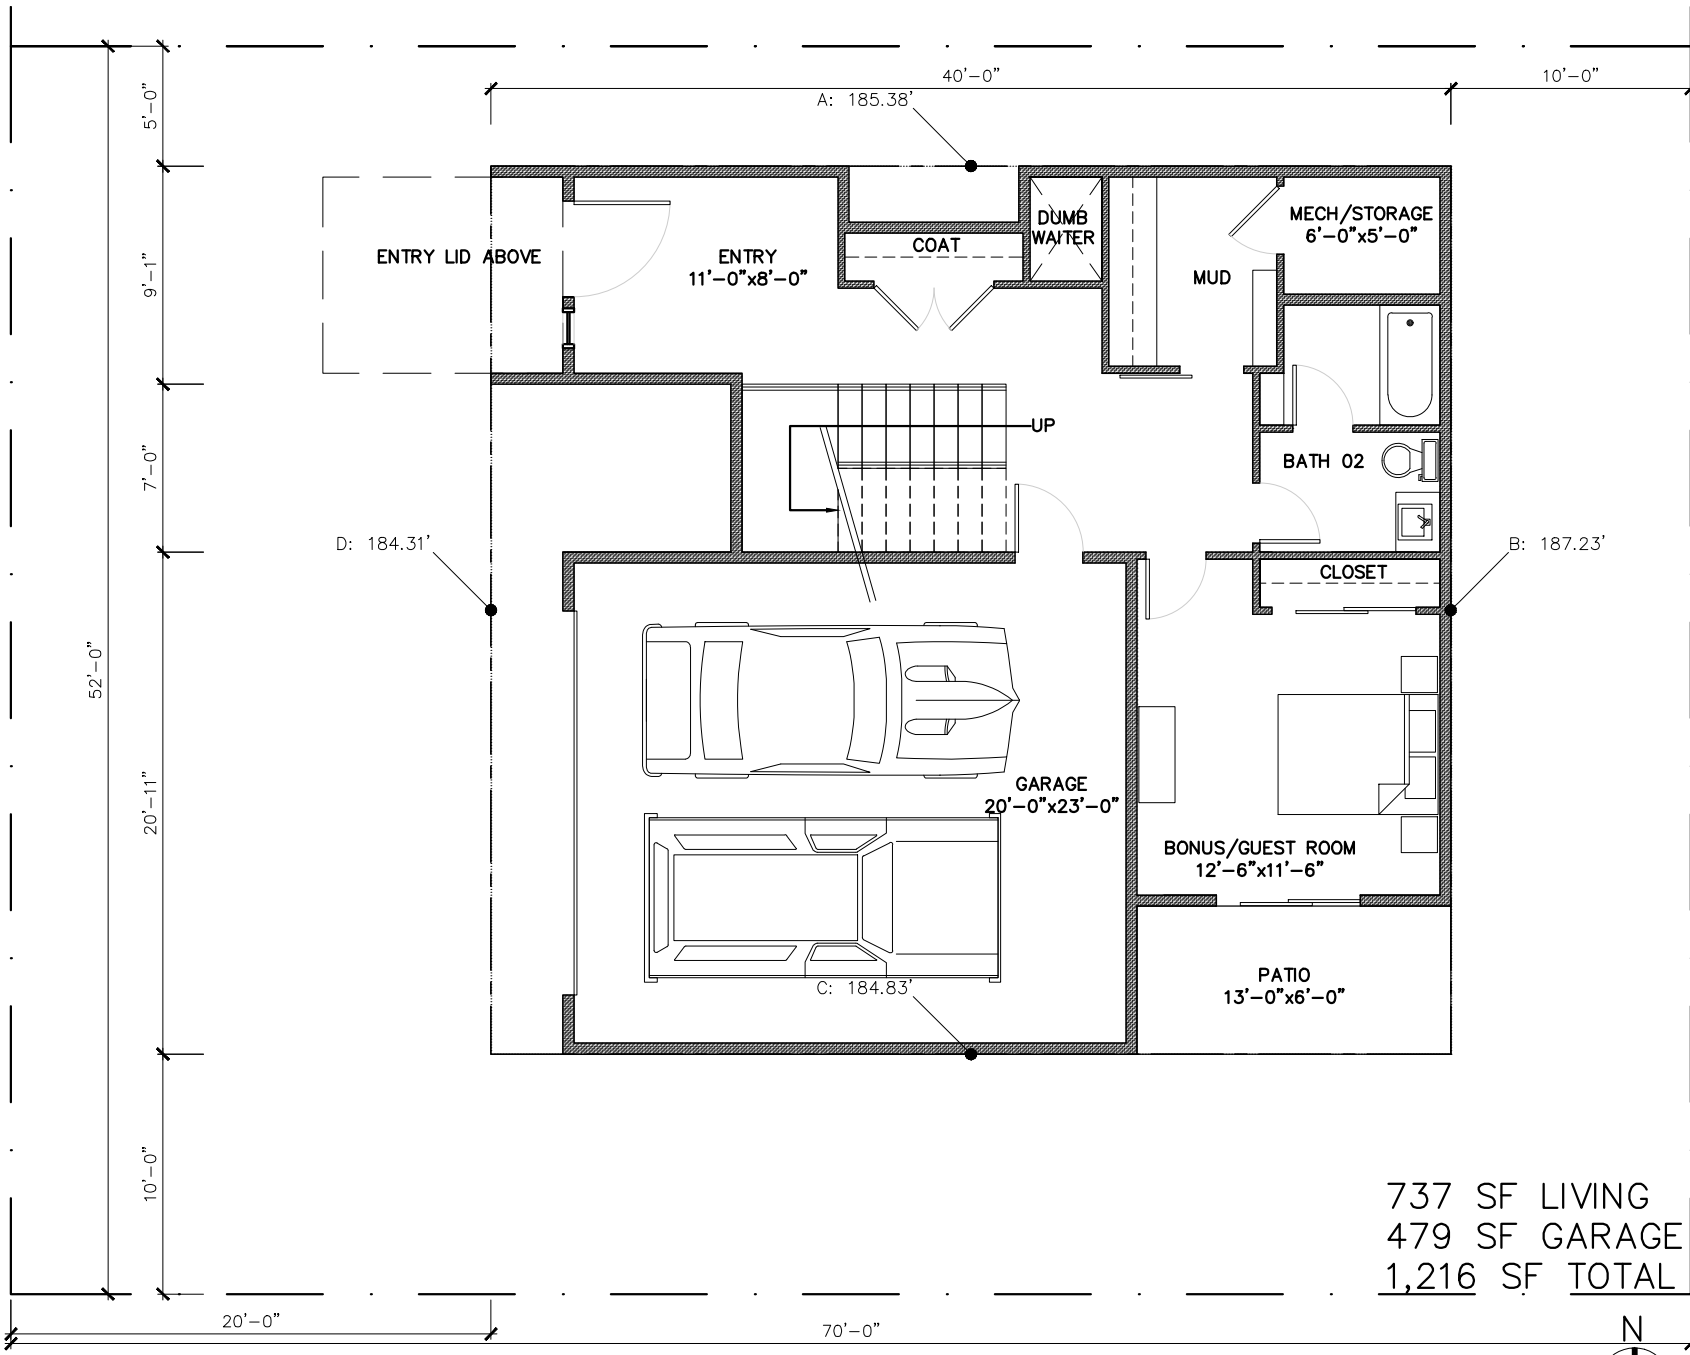 40'-0"
10'-0"
A: 185.38'
5'-0"
DUMB
WAITER
MECH/STORAGE
6'-0"x5'-0"
COAT
ENTRY LID ABOVE
ENTRY
11'-0"x8'-0"
MUD
9'-1"
UP
BATH 02
7'-0"
D: 184.31'
B: 187.23'
CLOSET
52'-0"
GARAGE
20'-0"x23'-0"
20'-11"
BONUS/GUEST ROOM
12'-6"x11'-6"
PATIO
13'-0"x6'-0"
C: 184.83'
10'-0"
737 SF LIVING
479 SF GARAGE
1,216 SF TOTAL
20'-0"
70'-0"
N